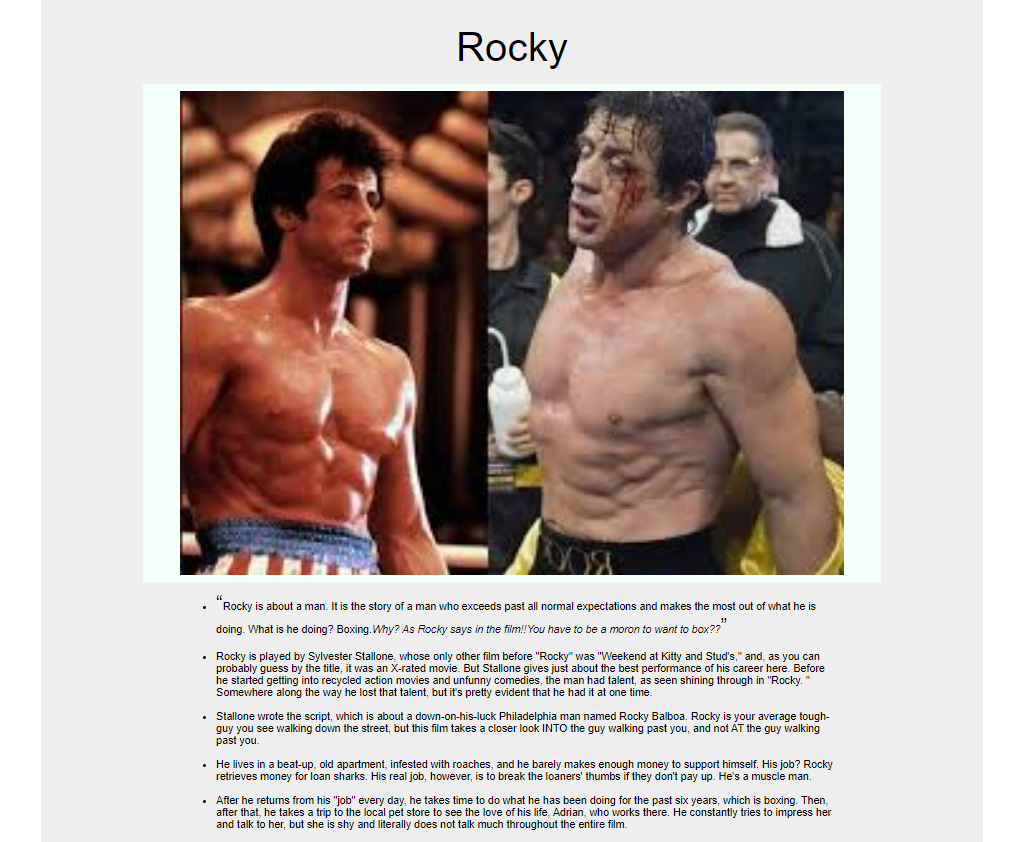 Rocky
“Rocky is about a man. It is the story of a man who exceeds past all normal expectations and makes the most out of what he is
doing. What is he doing? Boxing.Why? As Rocky says in the film!!You have to be a moron to want to box??”
Rocky is played by Sylvester Stallone, whose only other film before "Rocky" was "Weekend at Kitty and Stud's," and, as you can
probably guess by the title, it was an X-rated movie. But Stallone gives just about the best performance of his career here. Before
he started getting into recycled action movies and unfunny comedies, the man had talent, as seen shining through in "Rocky. "
Somewhere along the way he lost that talent, but it's pretty evident that he had it at one time.
Stallone wrote the script, which is about a down-on-his-luck Philadelphia man named Rocky Balboa. Rocky is your average tough-
guy you see walking down the street, but this film takes a closer look INTO the guy walking past you, and not AT the guy walking
past you.
He lives in a beat-up, old apartment, infested with roaches, and he barely makes enough money to support himself. His job? Rocky
retrieves money for loan sharks. His real job, however, is to break the loaners' thumbs if they don't pay up. He's a muscle man.
After he returns from his "job" every day, he takes time to do what he has been doing for the past six years, which is boxing. Then,
after that, he takes a trip to the local pet store to see the love of his life, Adrian, who works there. He constantly tries to impress her
and talk to her, but she is shy and literally does not talk much throughout the entire film.